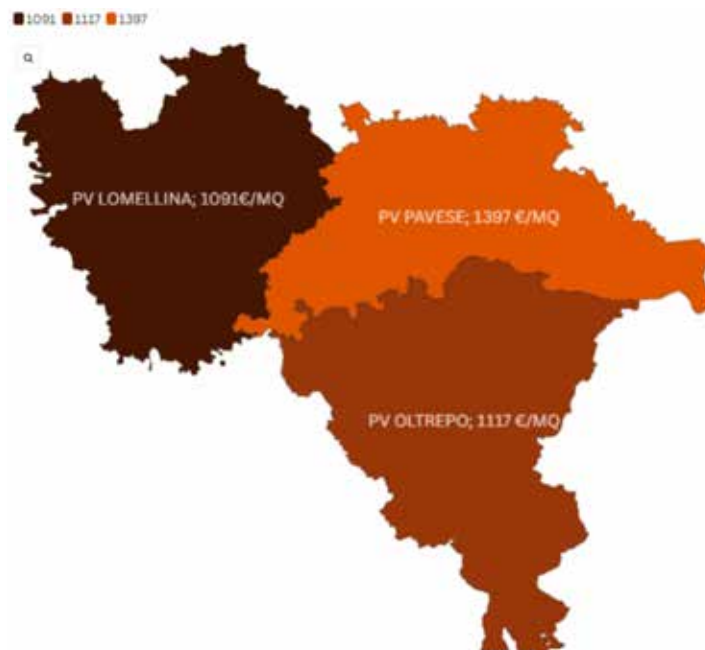 1091 1117 1397
PV LOMELLINA; 1091€/MQ
PV PAVESE; 1397 €/MQ
PV OLTREPO; 1117 €/MQ